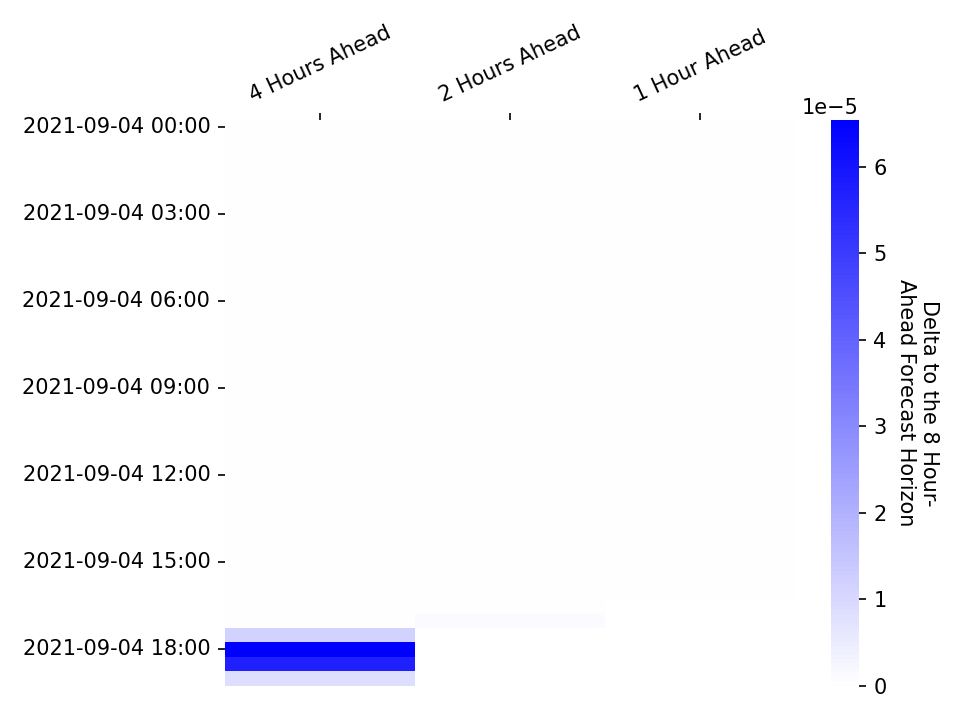 4 Hours Ahead
2 Hours Ahead
1 Hour Ahead
1e−5
2021-09-04 00:00
2021-09-04 03:00
2021-09-04 06:00
2021-09-04 09:00
2021-09-04 12:00
2021-09-04 15:00
2021-09-04 18:00
6
5
4
3
2
1
0
Delta to the 8 Hour-
Ahead Forecast Horizon